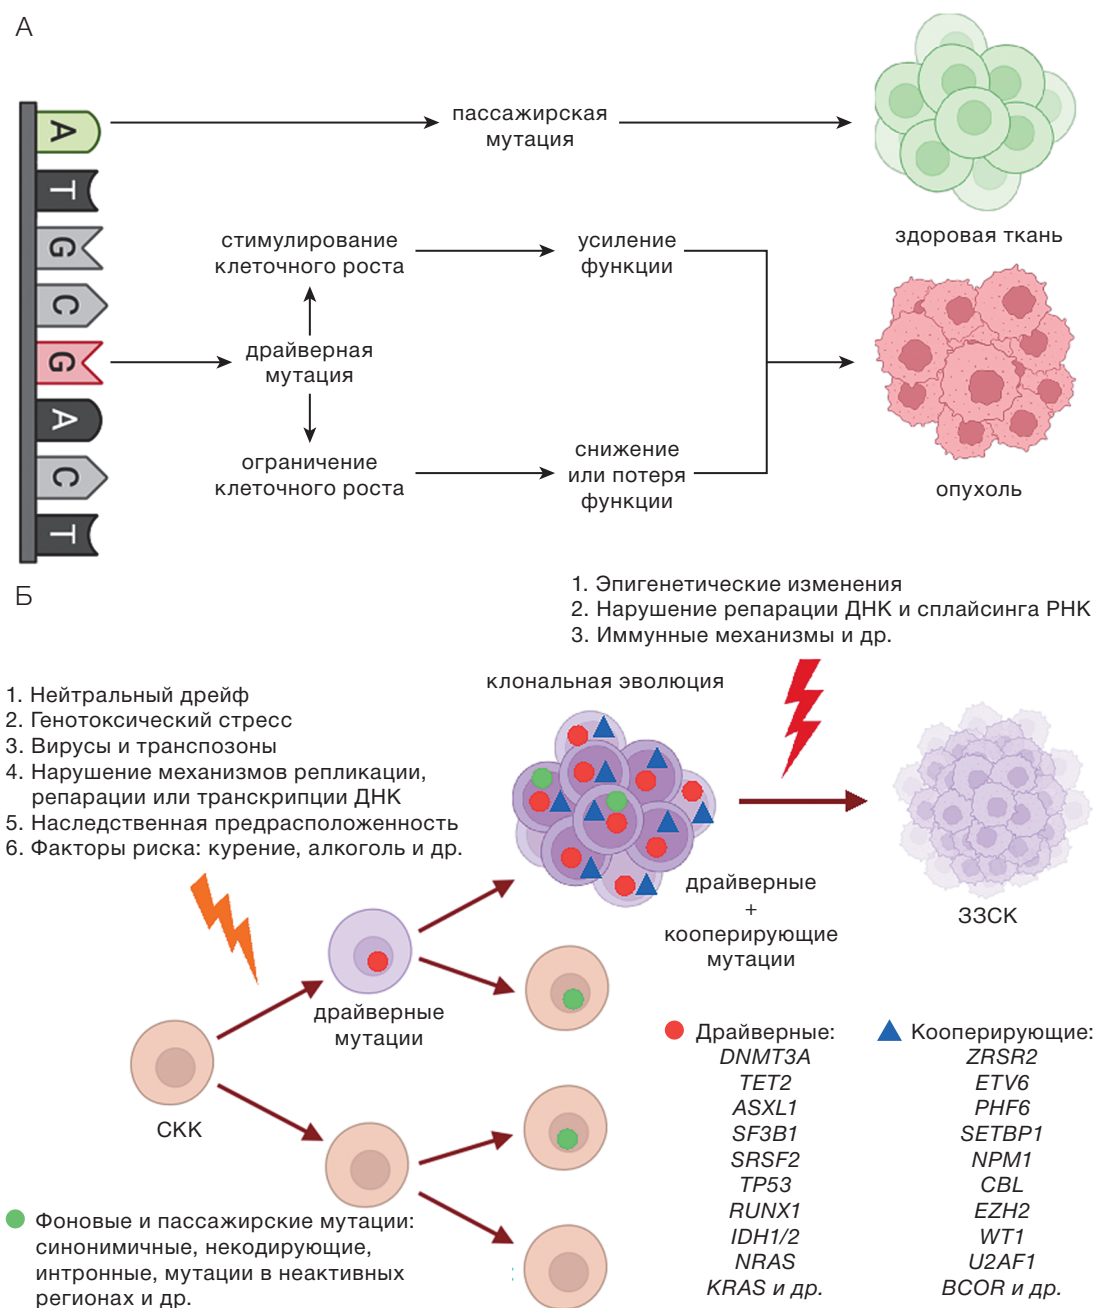 А
A
T
G
C
G
A
C
T
пассажирская
мутация
здоровая ткань
стимулирование
клеточного роста
усиление
функции
драйверная
мутация
ограничение
клеточного роста
снижение
или потеря
функции
опухоль
Б
1. Эпигенетические изменения
2. Нарушение репарации ДНК и сплайсинга РНК
3. Иммунные механизмы и др.
1. Нейтральный дрейф
2. Генотоксический стресс
3. Вирусы и транспозоны
4. Нарушение механизмов репликации,
репарации или транскрипции ДНК
5. Наследственная предрасположенность
6. Факторы риска: курение, алкоголь и др.
клональная эволюция
драйверные
+
кооперирующие
мутации
ЗЗСК
драйверные
мутации
СКК
Драйверные:
DNMT3A
TET2
ASXL1
SF3B1
SRSF2
TP53
RUNX1
IDH1/2
NRAS
KRAS и др.
Кооперирующие:
ZRSR2
ETV6
PHF6
SETBP1
NPM1
CBL
EZH2
WT1
U2AF1
BCOR и др.
Фоновые и пассажирские мутации:
синонимичные, некодирующие,
интронные, мутации в неактивных
регионах и др.